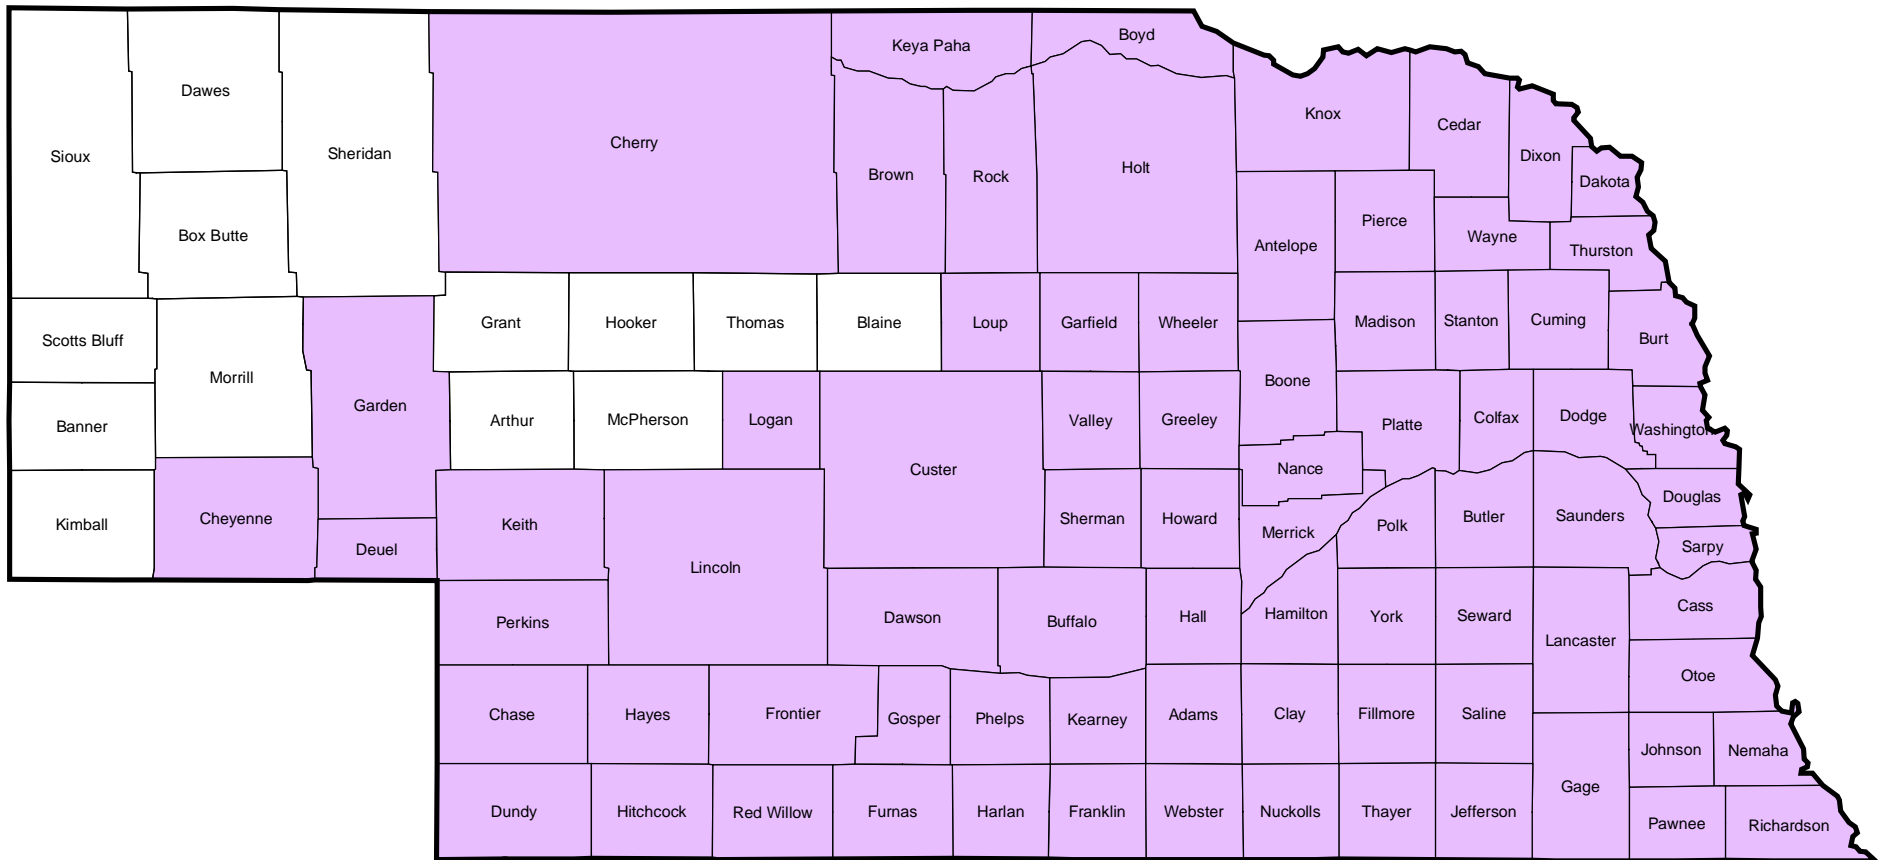 Boyd
Keya Paha
Dawes
Knox
Cedar
Cherry
Sheridan
Sioux
Dixon
Holt
Brown
Rock
Dakota
Pierce
Box Butte
Wayne
Antelope
Thurston
Grant
Hooker
Thomas
Blaine
Loup
Garfield
Wheeler
Madison
Stanton
Cuming
Scotts Bluff
Burt
Morrill
Boone
Garden
Banner
Arthur
McPherson
Logan
Valley
Greeley
Platte
Colfax
Dodge
Washington
Custer
Nance
Douglas
Kimball
Cheyenne
Keith
Sherman
Howard
Merrick
Polk
Butler
Saunders
Deuel
Sarpy
Lincoln
Perkins
Dawson
Buffalo
Hall
Hamilton
York
Seward
Cass
Lancaster
Otoe
Chase
Hayes
Frontier
Gosper
Phelps
Kearney
Adams
Clay
Fillmore
Saline
Johnson
Nemaha
Gage
Dundy
Hitchcock
Red Willow
Furnas
Harlan
Franklin
Webster
Nuckolls
Thayer
Jefferson
Pawnee
Richardson